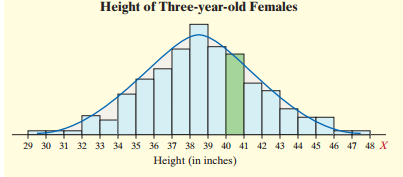 Height of Three-year-old Females
29 30 31 32 33 34 35 36 37 38 39 40 41 42 43 44 45 46 47 48 X
Height (in inches)